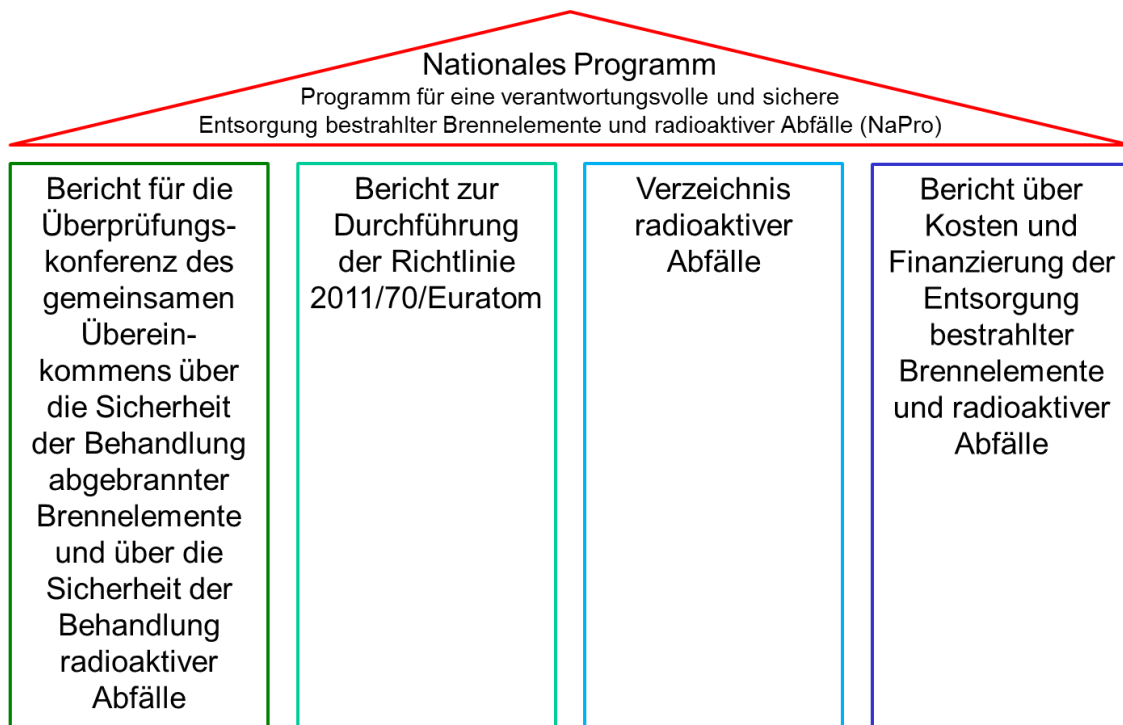 Nationales Programm
Programm für eine verantwortungsvolle und sichere
Entsorgung bestrahlter Brennelemente und radioaktiver Abfälle (NaPro)
Bericht für die
Überprüfungs-
konferenz des
gemeinsamen
Überein-
kommens über
die Sicherheit
der Behandlung
abgebrannter
Brennelemente
und über die
Sicherheit der
Behandlung
radioaktiver
Abfälle
Bericht zur
Durchführung
der Richtlinie
2011/70/Euratom
Verzeichnis
radioaktiver
Abfälle
Bericht über
Kosten und
Finanzierung der
Entsorgung
bestrahlter
Brennelemente
und radioaktiver
Abfälle